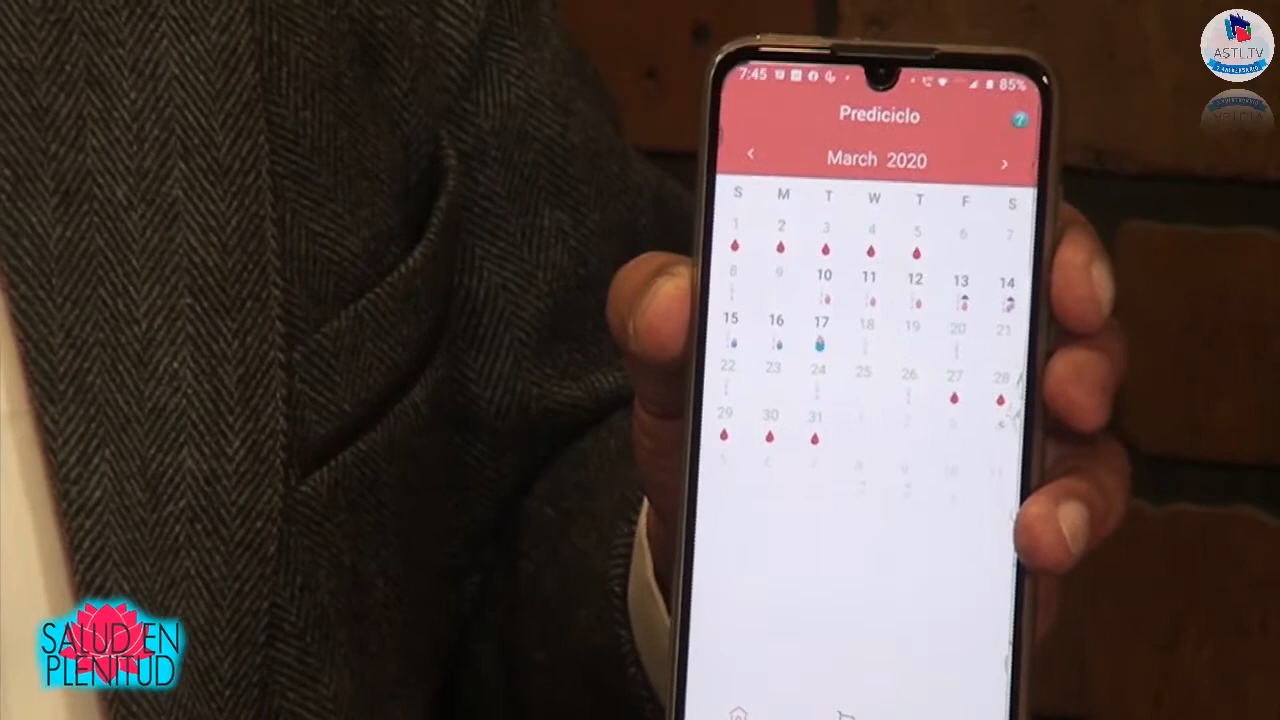 ASTL.TV
7:45
85%
Prediciclo
?
March 2020
S M T W T F S
1 2 3 4 5 6 7
8 9 10 11 12 13 14
15 16 17 18 19 20 21
22 23 24 25 26 27 28
29 30 31
SALUD EN
PLENITUD